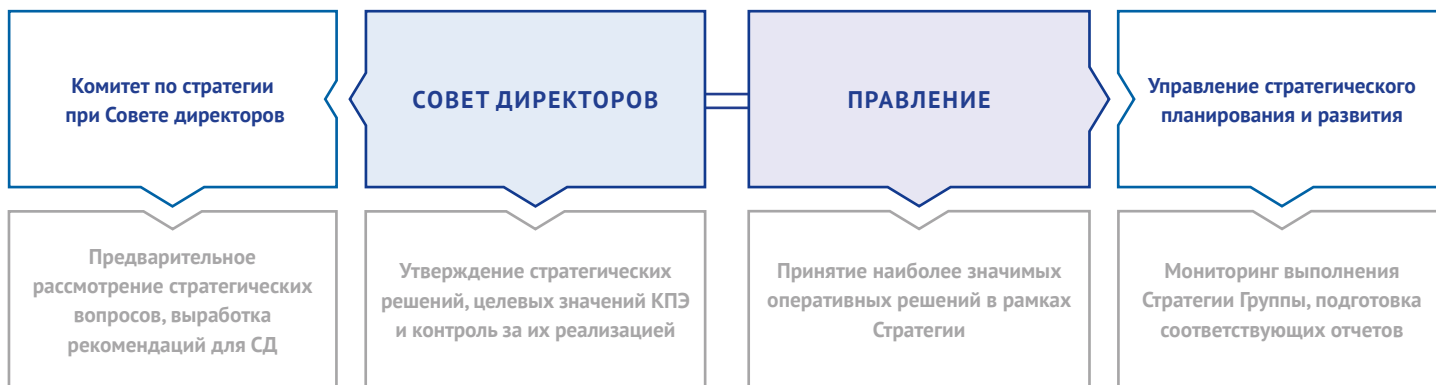 Комитет по стратегии
при Совете директоров
СОВЕТ ДИРЕКТОРОВ
ПРАВЛЕНИЕ
Управление стратегического
планирования и развития
Предварительное
рассмотрение стратегических
вопросов, выработка
рекомендаций для СД
Утверждение стратегических
решений, целевых значений КПЭ
и контроль за их реализацией
Принятие наиболее значимых
оперативных решений в рамках
Стратегии
Мониторинг выполнения
Стратегии Группы, подготовка
соответствующих отчетов